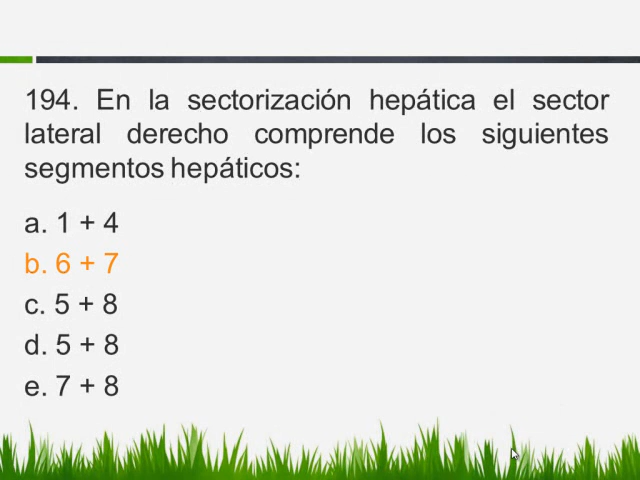 194. En la sectorización hepática el sector
lateral derecho comprende los siguientes
segmentos hepáticos:
a. 1 + 4
b. 6 + 7
c. 5 + 8
d. 5 + 8
e. 7 + 8